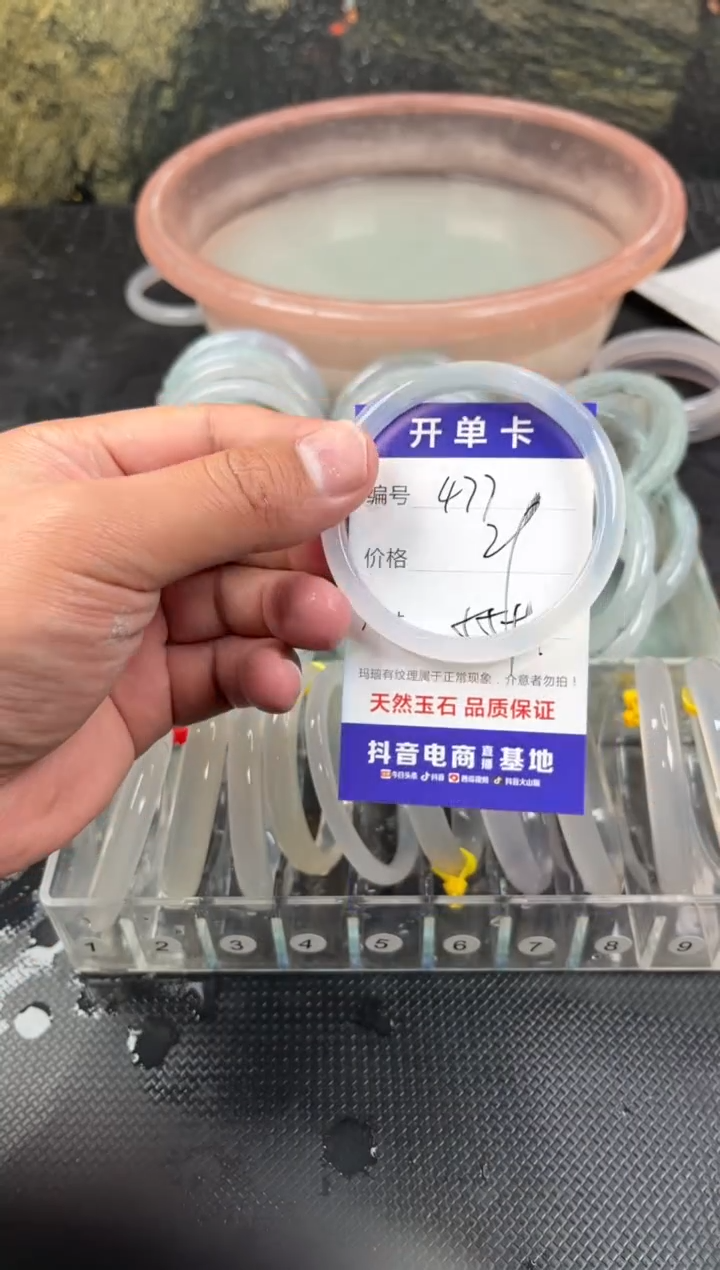 开单卡
编号 477
价格
玛瑙有纹理属于正常现象，介意者勿拍！
天然玉石 品质保证
抖音电商直播基地
今日头条 抖音 西瓜视频 抖音火山版
1 2 3 4 5 6 7 8 9